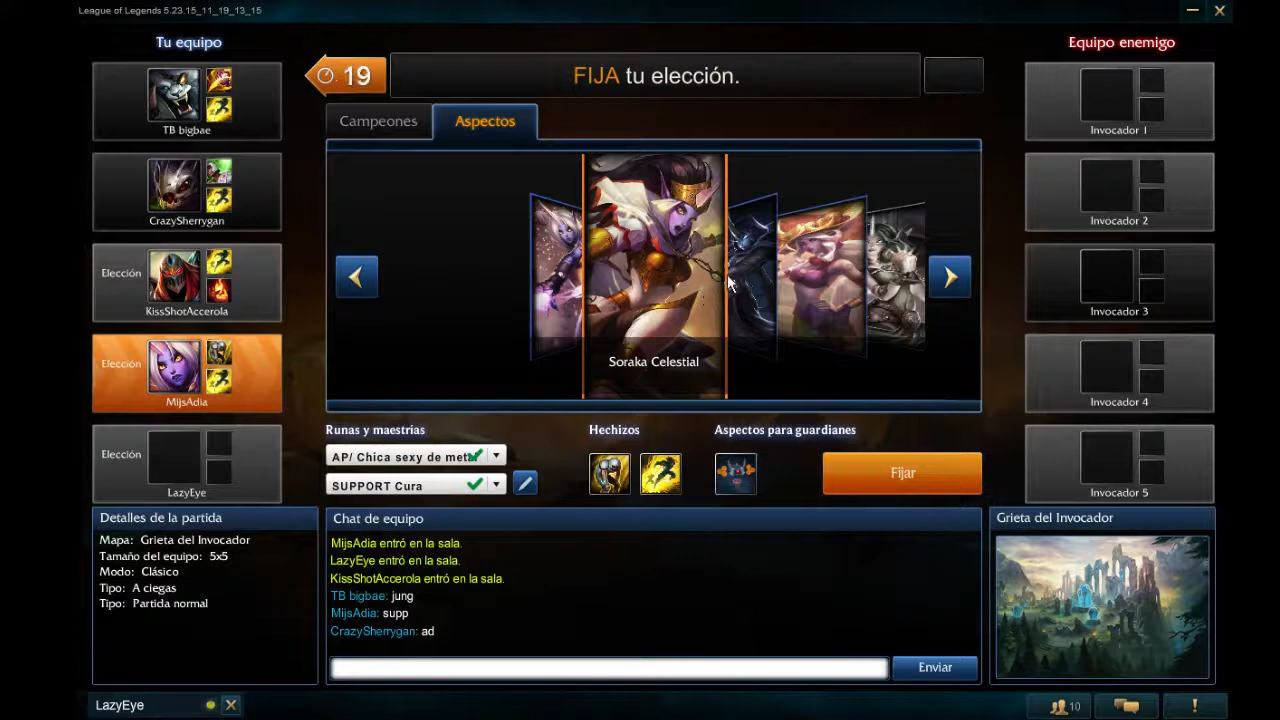 League of Legends 5.23.15_11_19_13_15
Tu equipo
19
FIJA tu elección.
Equipo enemigo
TB bigbae
CrazySherrygan
Elección
KissShotAccerola
Elección
MijsAdia
Elección
LazyEye
Campeones
Aspectos
Soraka Celestial
Invocador 1
Invocador 2
Invocador 3
Invocador 4
Invocador 5
Runas y maestrías
AP/ Chica sexy de metal
SUPPORT Cura
Hechizos
Aspectos para guardianes
Fijar
Detalles de la partida
Mapa: Grieta del Invocador
Tamaño del equipo: 5x5
Modo: Clásico
Tipo: A ciegas
Tipo: Partida normal
Chat de equipo
MijsAdia entró en la sala.
LazyEye entró en la sala.
KissShotAccerola entró en la sala.
TB bigbae: jung
MijsAdia: supp
CrazySherrygan: ad
Enviar
Grieta del Invocador
LazyEye
10